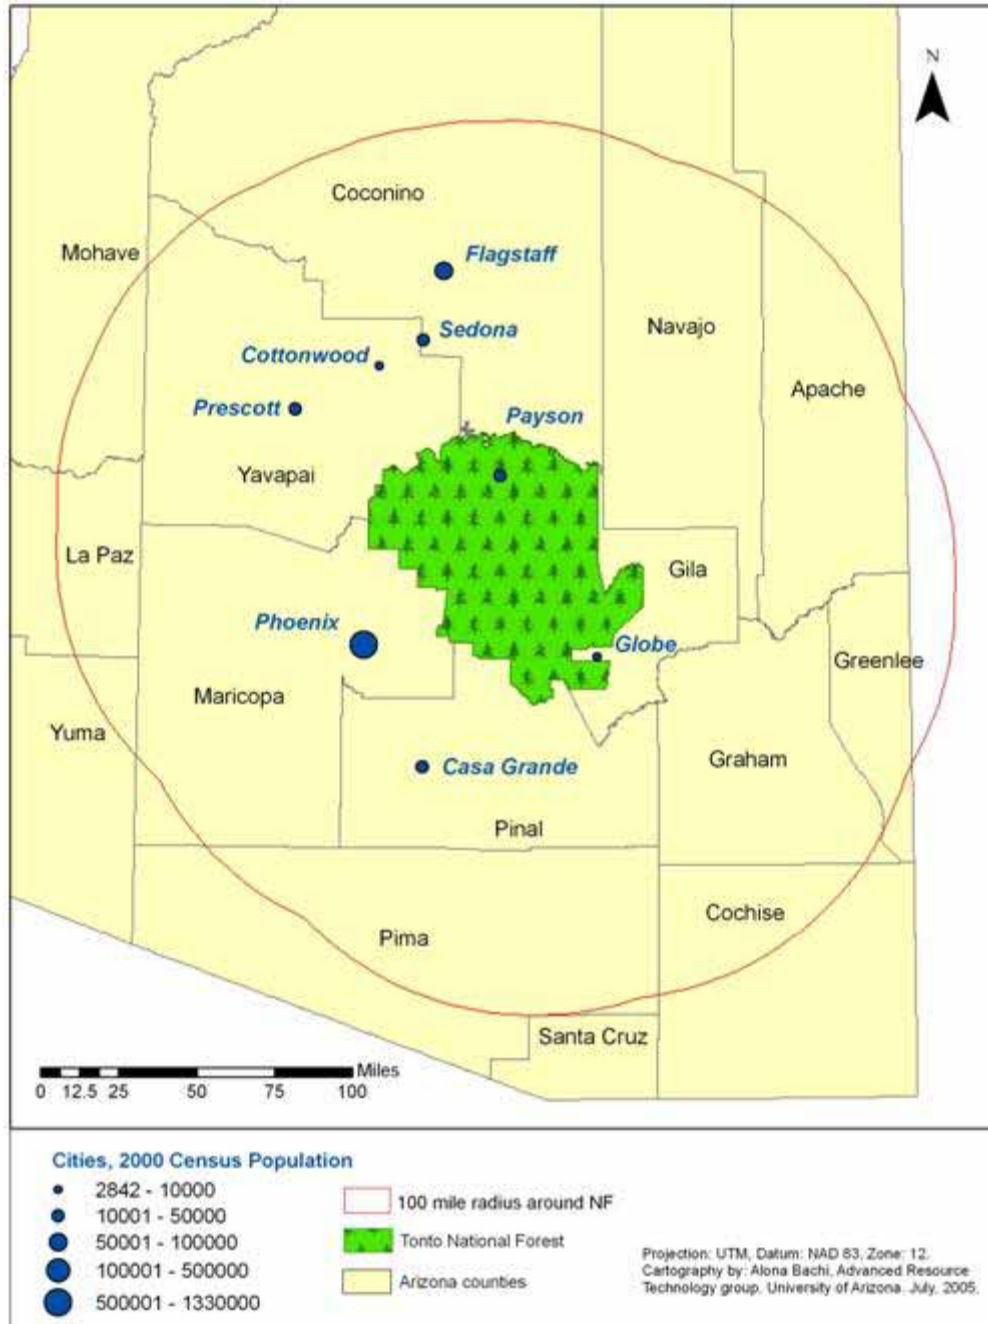 N
Coconino
Mohave
Flagstaff
Navajo
Sedona
Cottonwood
Apache
Prescott
Payson
Yavapai
La Paz
Gila
Phoenix
Globe
Greenlee
Maricopa
Yuma
Graham
Casa Grande
Pinal
Cochise
Pima
Santa Cruz
Miles
0 12.5 25 50 75 100
Cities, 2000 Census Population
2842 - 10000
10001 - 50000
50001 - 100000
100001 - 500000
500001 - 1330000
100 mile radius around NF
Tonto National Forest
Arizona counties
Projection: UTM, Datum: NAD 83, Zone: 12.
Cartography by: Alona Bachi, Advanced Resource
Technology group, University of Arizona. July, 2005.